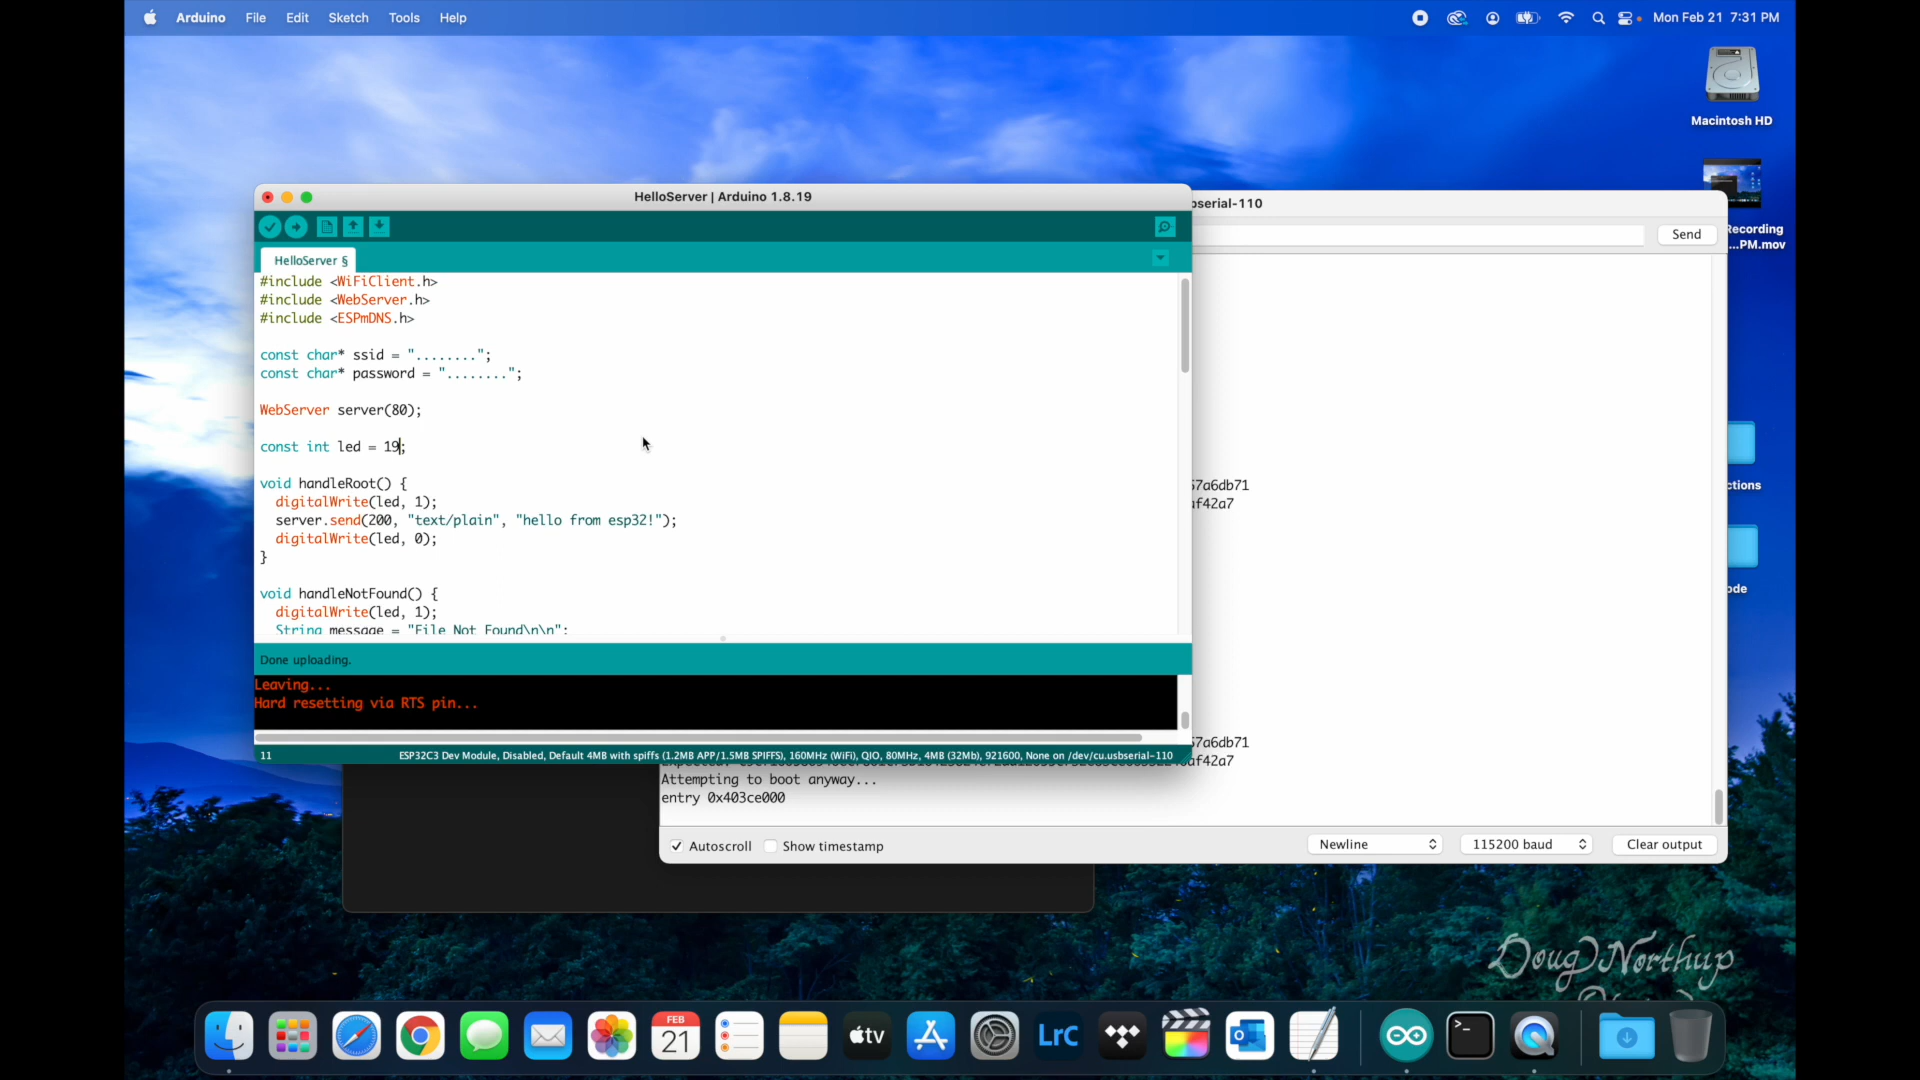 Arduino File Edit Sketch Tools Help
Mon Feb 21 7:31 PM
Macintosh HD
Recording
...PM.mov
ctions
ode
HelloServer | Arduino 1.8.19
HelloServer §
#include <WiFiClient.h>
#include <WebServer.h>
#include <ESPmDNS.h>
const char* ssid = "........";
const char* password = "........";
WebServer server(80);
const int led = 19;
void handleRoot() {
digitalWrite(led, 1);
server.send(200, "text/plain", "hello from esp32!");
digitalWrite(led, 0);
}
void handleNotFound() {
digitalWrite(led, 1);
String message = "File Not Found\n\n";
Done uploading.
Leaving...
Hard resetting via RTS pin...
11
ESP32C3 Dev Module, Disabled, Default 4MB with spiffs (1.2MB APP/1.5MB SPIFFS), 160MHz (WiFi), QIO, 80MHz, 4MB (32Mb), 921600, None on /dev/cu.usbserial-110
bserial-110
Send
57a6db71
af42a7
57a6db71
af42a7
Attempting to boot anyway...
entry 0x403ce000
Autoscroll
Show timestamp
Newline
115200 baud
Clear output
Doug Northup
FEB
21
tv
LrC